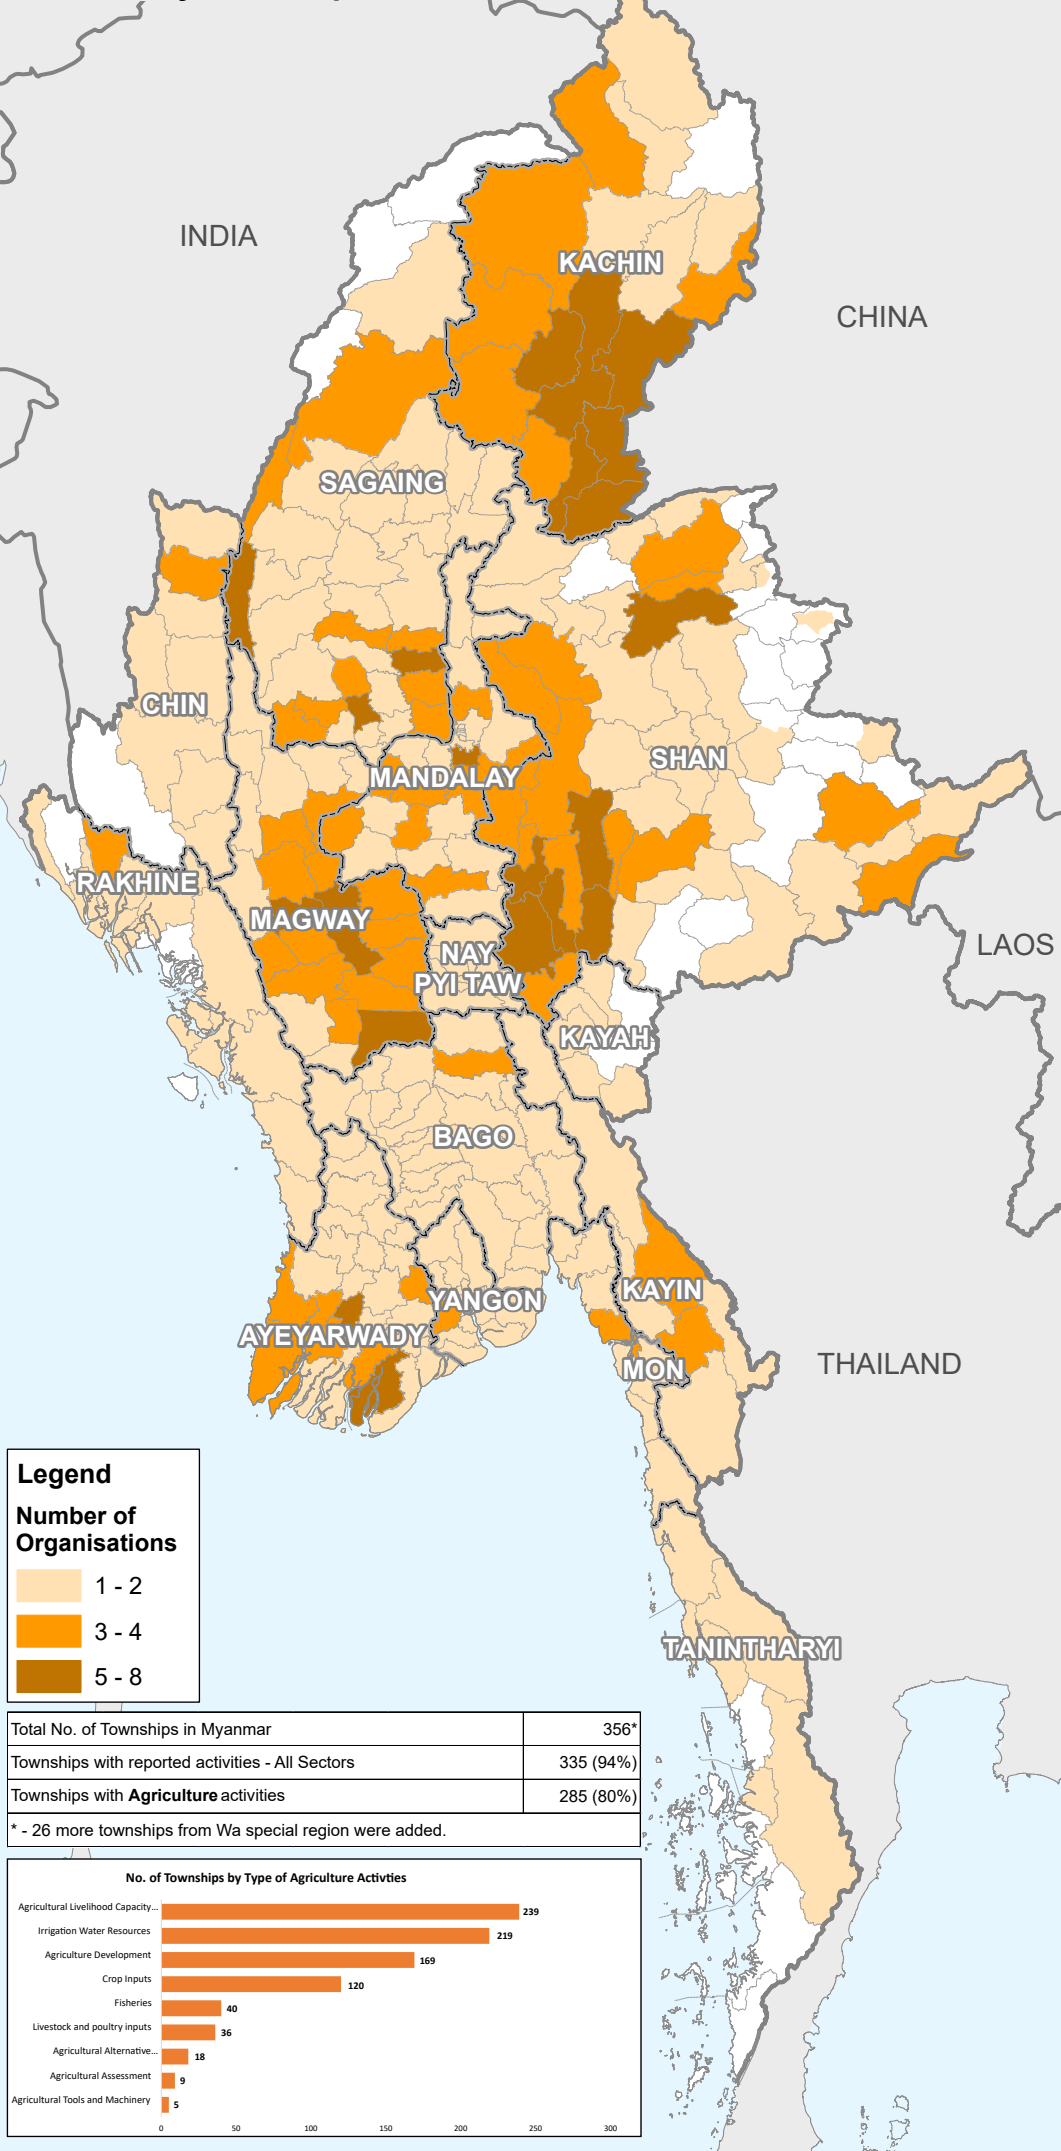 INDIA
KACHIN
CHINA
SAGAING
CHIN
SHAN
MANDALAY
RAKHINE
MAGWAY
NAY
PYI TAW
LAOS
KAYAH
BAGO
KAYIN
YANGON
AYEYARWADY
MON
THAILAND
Legend
Number of
Organisations
1 - 2
3 - 4
5 - 8
TANINTHARYI
Total No. of Townships in Myanmar 356*
Townships with reported activities - All Sectors 335 (94%)
Townships with Agriculture activities 285 (80%)
* - 26 more townships from Wa special region were added.
No. of Townships by Type of Agriculture Activties
Agricultural Livelihood Capacity... 239
Irrigation Water Resources 219
Agriculture Development 169
Crop Inputs 120
Fisheries 40
Livestock and poultry inputs 36
Agricultural Alternative... 18
Agricultural Assessment 9
Agricultural Tools and Machinery 5
0 50 100 150 200 250 300